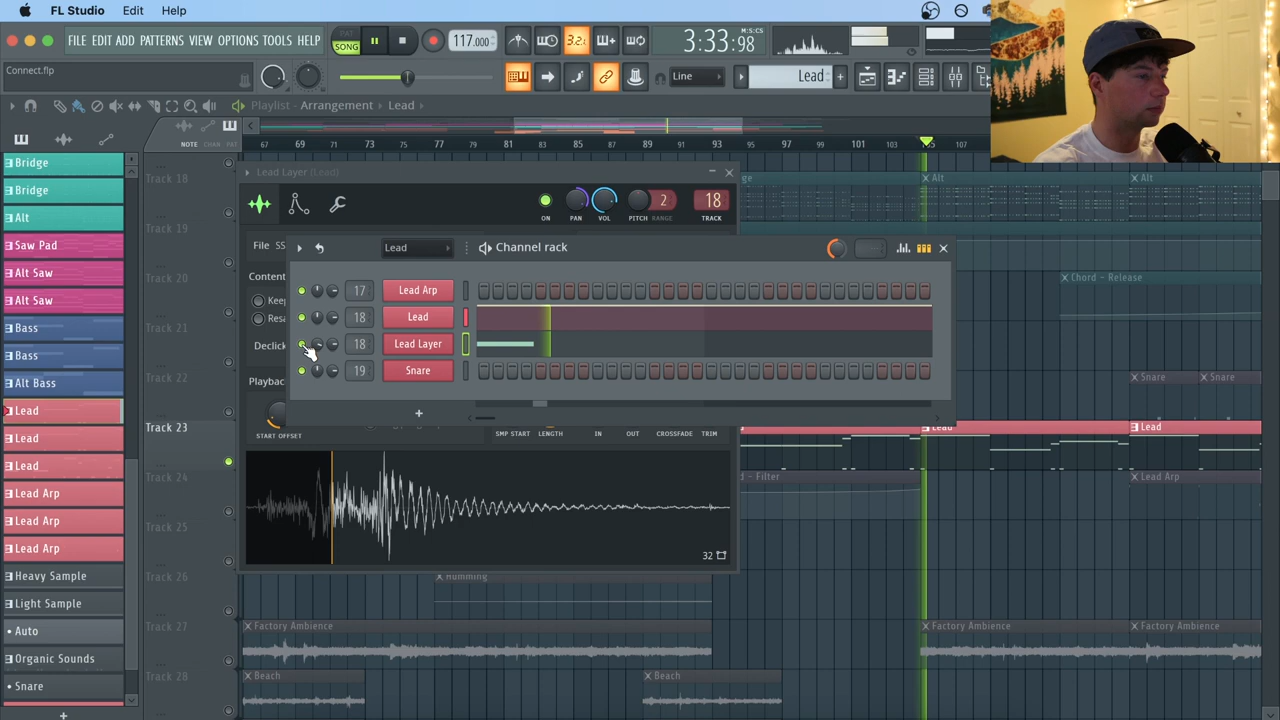 FL Studio Edit Help
FILE EDIT ADD PATTERNS VIEW OPTIONS TOOLS HELP
PAT
SONG
117.000
3.2.
3:33:98
M:S:CS
Connect.flp
Line
Lead
Playlist - Arrangement › Lead ›
NOTE CHAN PAT
67 69 71 73 75 77 79 81 83 85 87 89 91 93 95 97 99 101 103 105 107
Bridge
Bridge
Alt
Saw Pad
Alt Saw
Alt Saw
Bass
Bass
Alt Bass
Lead
Lead
Lead
Lead Arp
Lead Arp
Lead Arp
Heavy Sample
Light Sample
Auto
Organic Sounds
Snare
Track 18
Track 19
Track 20
Track 21
Track 22
Track 23
Track 24
Track 25
Track 26
Track 27
Track 28
Lead Layer (Lead)
ON PAN VOL PITCH RANGE TRACK
2
18
File
Content
Declick
START OFFSET
SMP START LENGTH IN OUT CROSSFADE TRIM
32
Lead
Channel rack
17 Lead Arp
18 Lead
18 Lead Layer
19 Snare
Alt
Alt
Chord - Release
Snare
Snare
Lead
Lead
Filter
Lead Arp
Humming
Factory Ambience
Factory Ambience
Factory Ambience
Beach
Beach